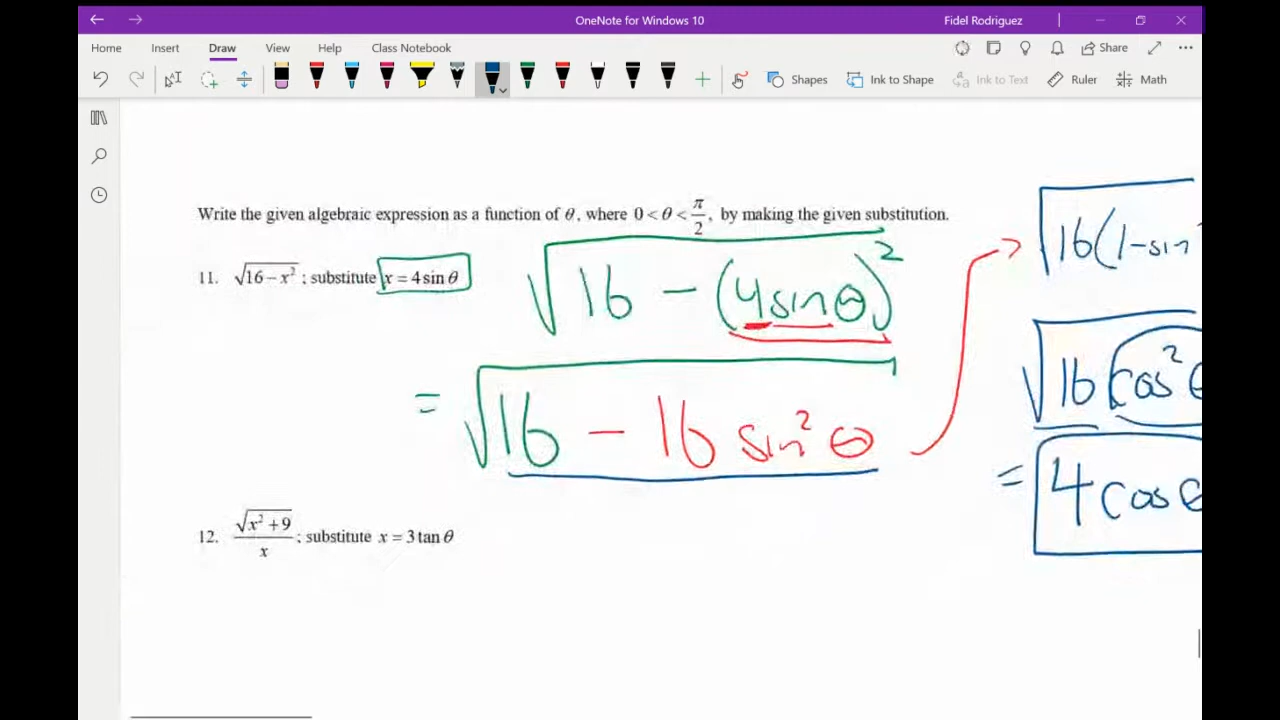 OneNote for Windows 10
Fidel Rodriguez
Home Insert Draw View Help Class Notebook
Share
Shapes Ink to Shape Ink to Text Ruler Math
Write the given algebraic expression as a function of θ, where 0 < θ < π/2, by making the given substitution.
11. √(16 − x²) ; substitute x = 4 sin θ
√(16 − (4sinθ)²)
= √(16 − 16 sin²θ)
√16(1-sin
√16 cos²θ
= 4 cosθ
12. √(x² + 9)/x ; substitute x = 3 tan θ